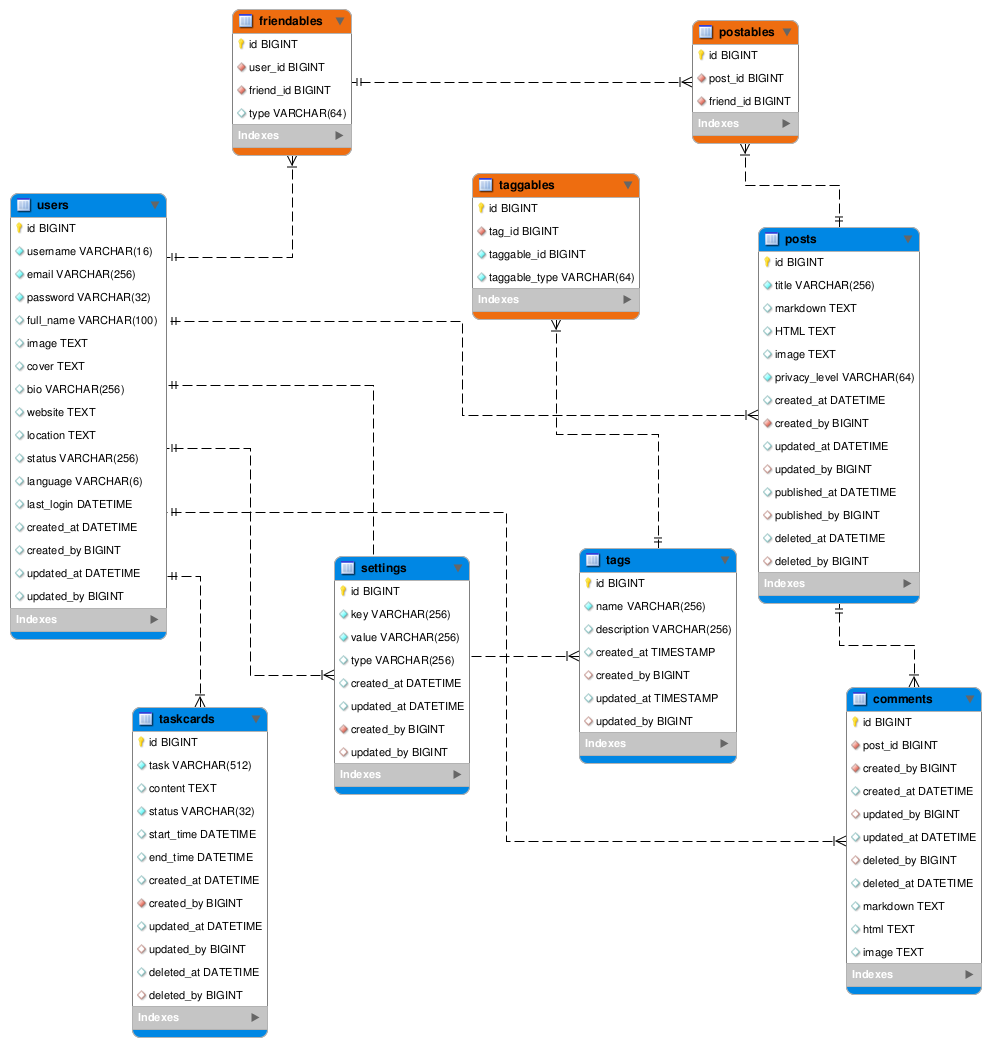 friendables
id BIGINT
user_id BIGINT
friend_id BIGINT
type VARCHAR(64)
Indexes
postables
id BIGINT
post_id BIGINT
friend_id BIGINT
Indexes
taggables
id BIGINT
tag_id BIGINT
taggable_id BIGINT
taggable_type VARCHAR(64)
Indexes
users
id BIGINT
username VARCHAR(16)
email VARCHAR(256)
password VARCHAR(32)
full_name VARCHAR(100)
image TEXT
cover TEXT
bio VARCHAR(256)
website TEXT
location TEXT
status VARCHAR(256)
language VARCHAR(6)
last_login DATETIME
created_at DATETIME
created_by BIGINT
updated_at DATETIME
updated_by BIGINT
Indexes
posts
id BIGINT
title VARCHAR(256)
markdown TEXT
HTML TEXT
image TEXT
privacy_level VARCHAR(64)
created_at DATETIME
created_by BIGINT
updated_at DATETIME
updated_by BIGINT
published_at DATETIME
published_by BIGINT
deleted_at DATETIME
deleted_by BIGINT
Indexes
settings
id BIGINT
key VARCHAR(256)
value VARCHAR(256)
type VARCHAR(256)
created_at DATETIME
updated_at DATETIME
created_by BIGINT
updated_by BIGINT
Indexes
tags
id BIGINT
name VARCHAR(256)
description VARCHAR(256)
created_at TIMESTAMP
created_by BIGINT
updated_at TIMESTAMP
updated_by BIGINT
Indexes
taskcards
id BIGINT
task VARCHAR(512)
content TEXT
status VARCHAR(32)
start_time DATETIME
end_time DATETIME
created_at DATETIME
created_by BIGINT
updated_at DATETIME
updated_by BIGINT
deleted_at DATETIME
deleted_by BIGINT
Indexes
comments
id BIGINT
post_id BIGINT
created_by BIGINT
created_at DATETIME
updated_by BIGINT
updated_at DATETIME
deleted_by BIGINT
deleted_at DATETIME
markdown TEXT
html TEXT
image TEXT
Indexes